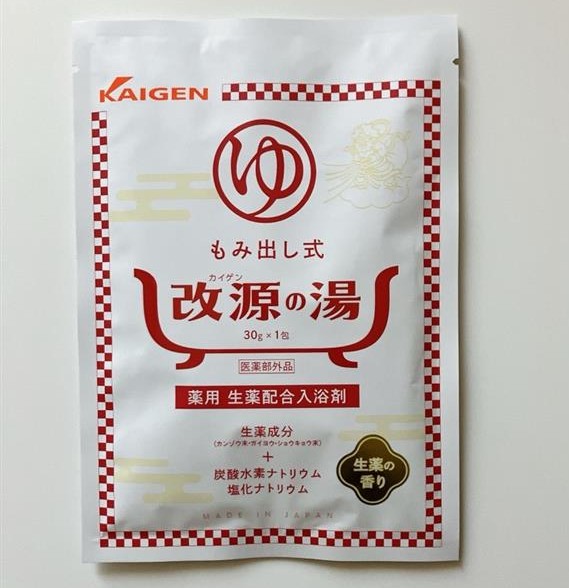 KAIGEN
ゆ
もみ出し式
カイゲン
改源の湯
30g×1包
医薬部外品
薬用 生薬配合入浴剤
生薬成分
(カンゾウ末・ガイヨウ・ショウキョウ末)
+
炭酸水素ナトリウム
塩化ナトリウム
生薬の
香り
MADE IN JAPAN